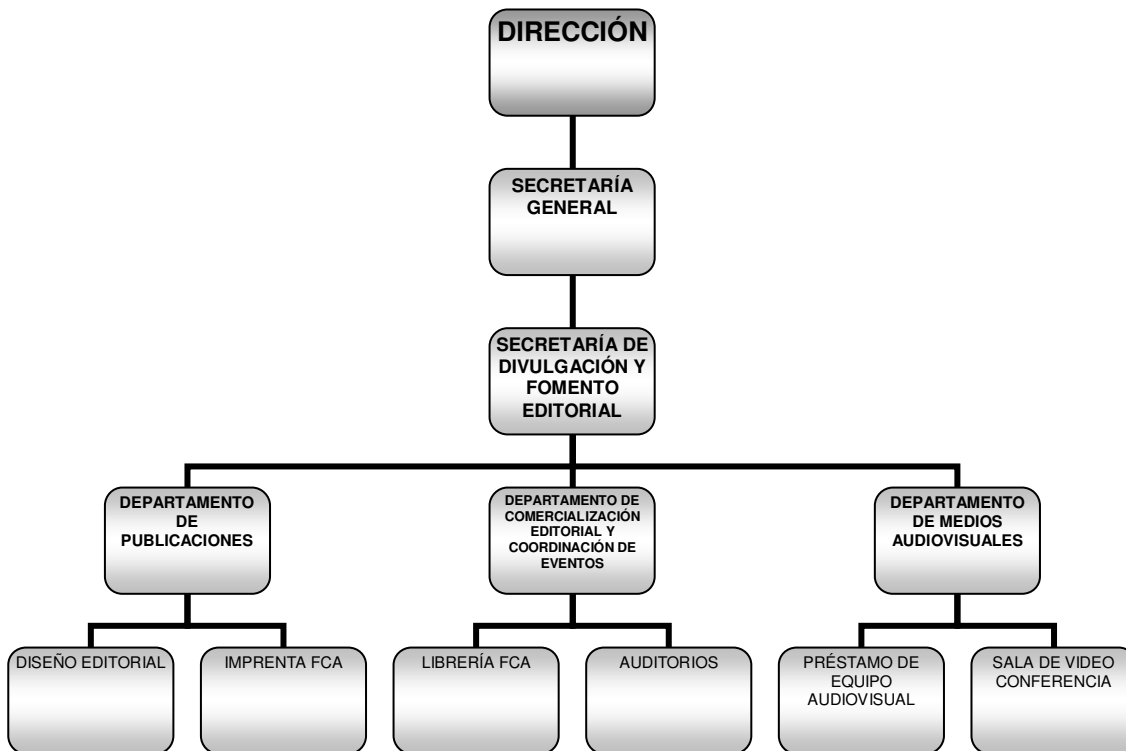 DIRECCIÓN
SECRETARÍA
GENERAL
SECRETARÍA DE
DIVULGACIÓN Y
FOMENTO
EDITORIAL
DEPARTAMENTO
DE
PUBLICACIONES
DEPARTAMENTO DE
COMERCIALIZACIÓN
EDITORIAL Y
COORDINACIÓN DE
EVENTOS
DEPARTAMENTO
DE MEDIOS
AUDIOVISUALES
DISEÑO EDITORIAL
IMPRENTA FCA
LIBRERÍA FCA
AUDITORIOS
PRÉSTAMO DE
EQUIPO
AUDIOVISUAL
SALA DE VIDEO
CONFERENCIA